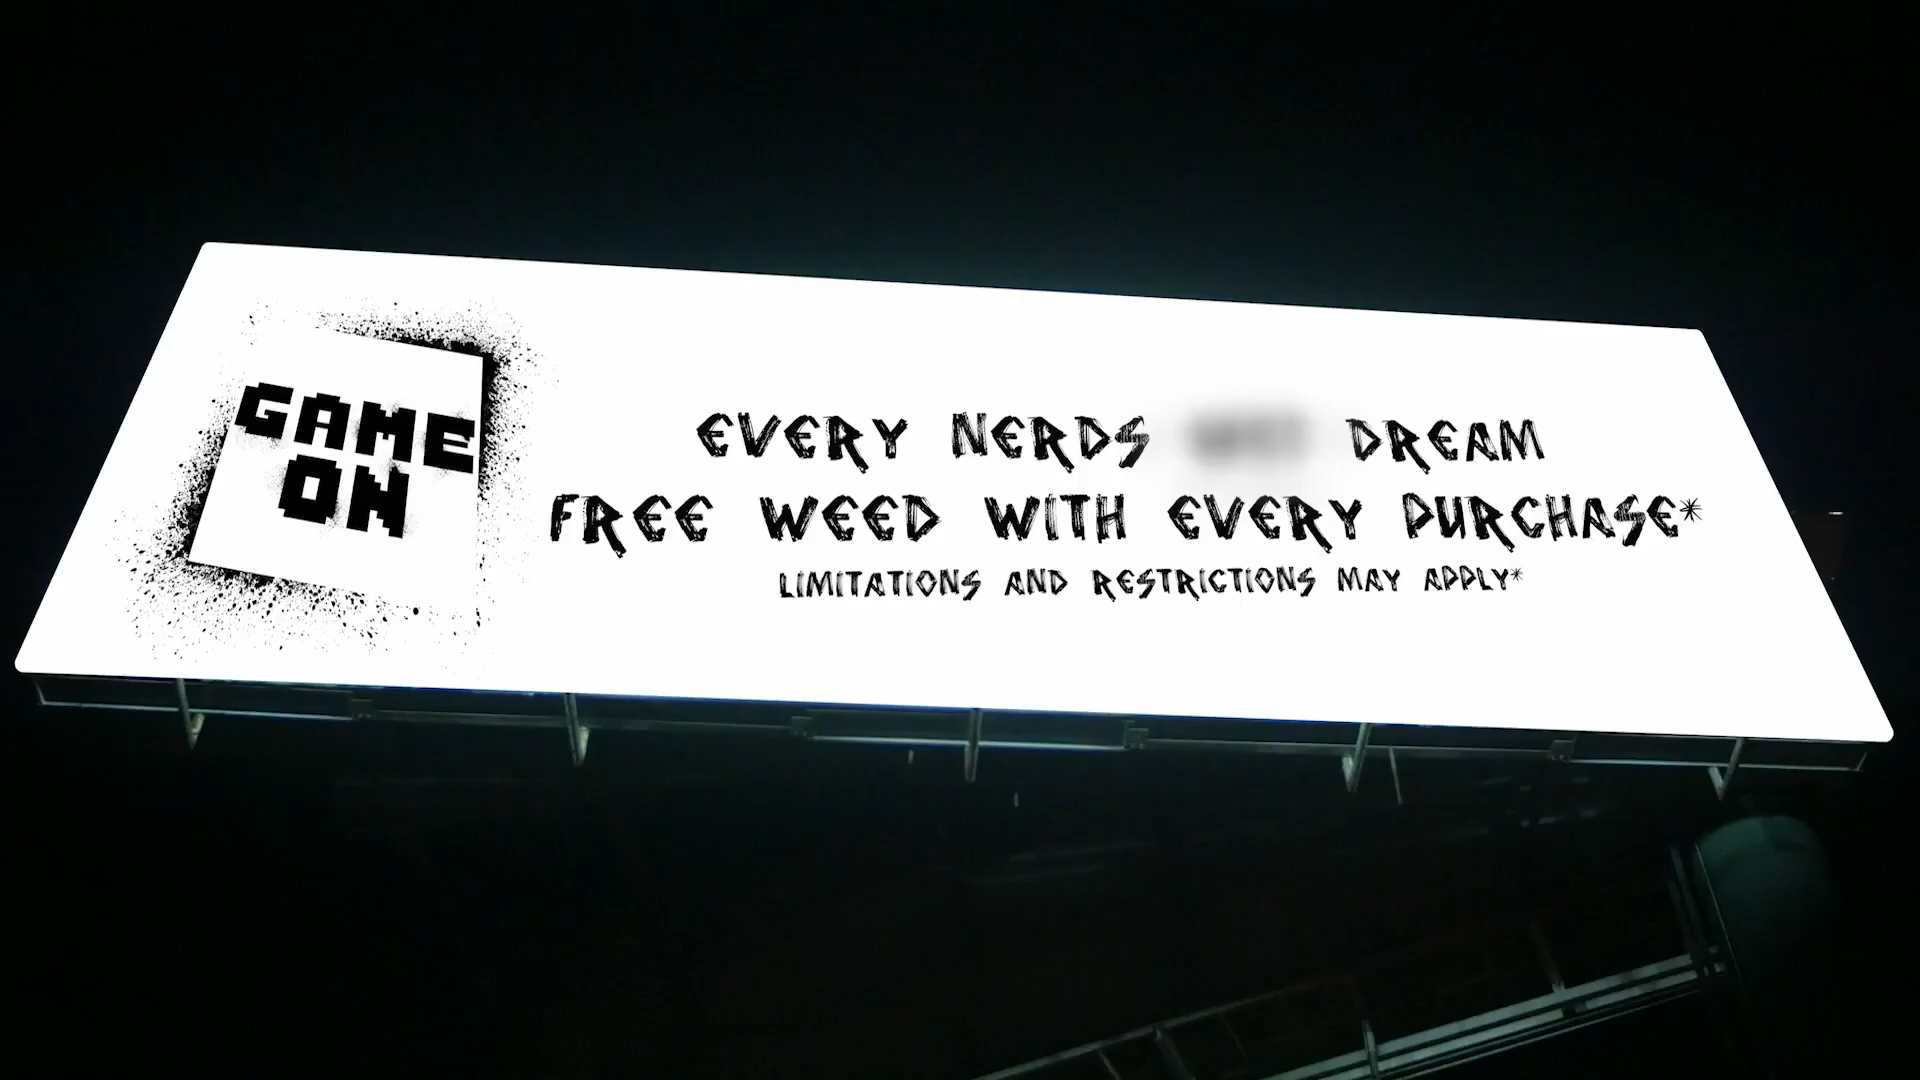 GAME
ON
EVERY NERDS DREAM
FREE WEED WITH EVERY PURCHASE*
LIMITATIONS AND RESTRICTIONS MAY APPLY*